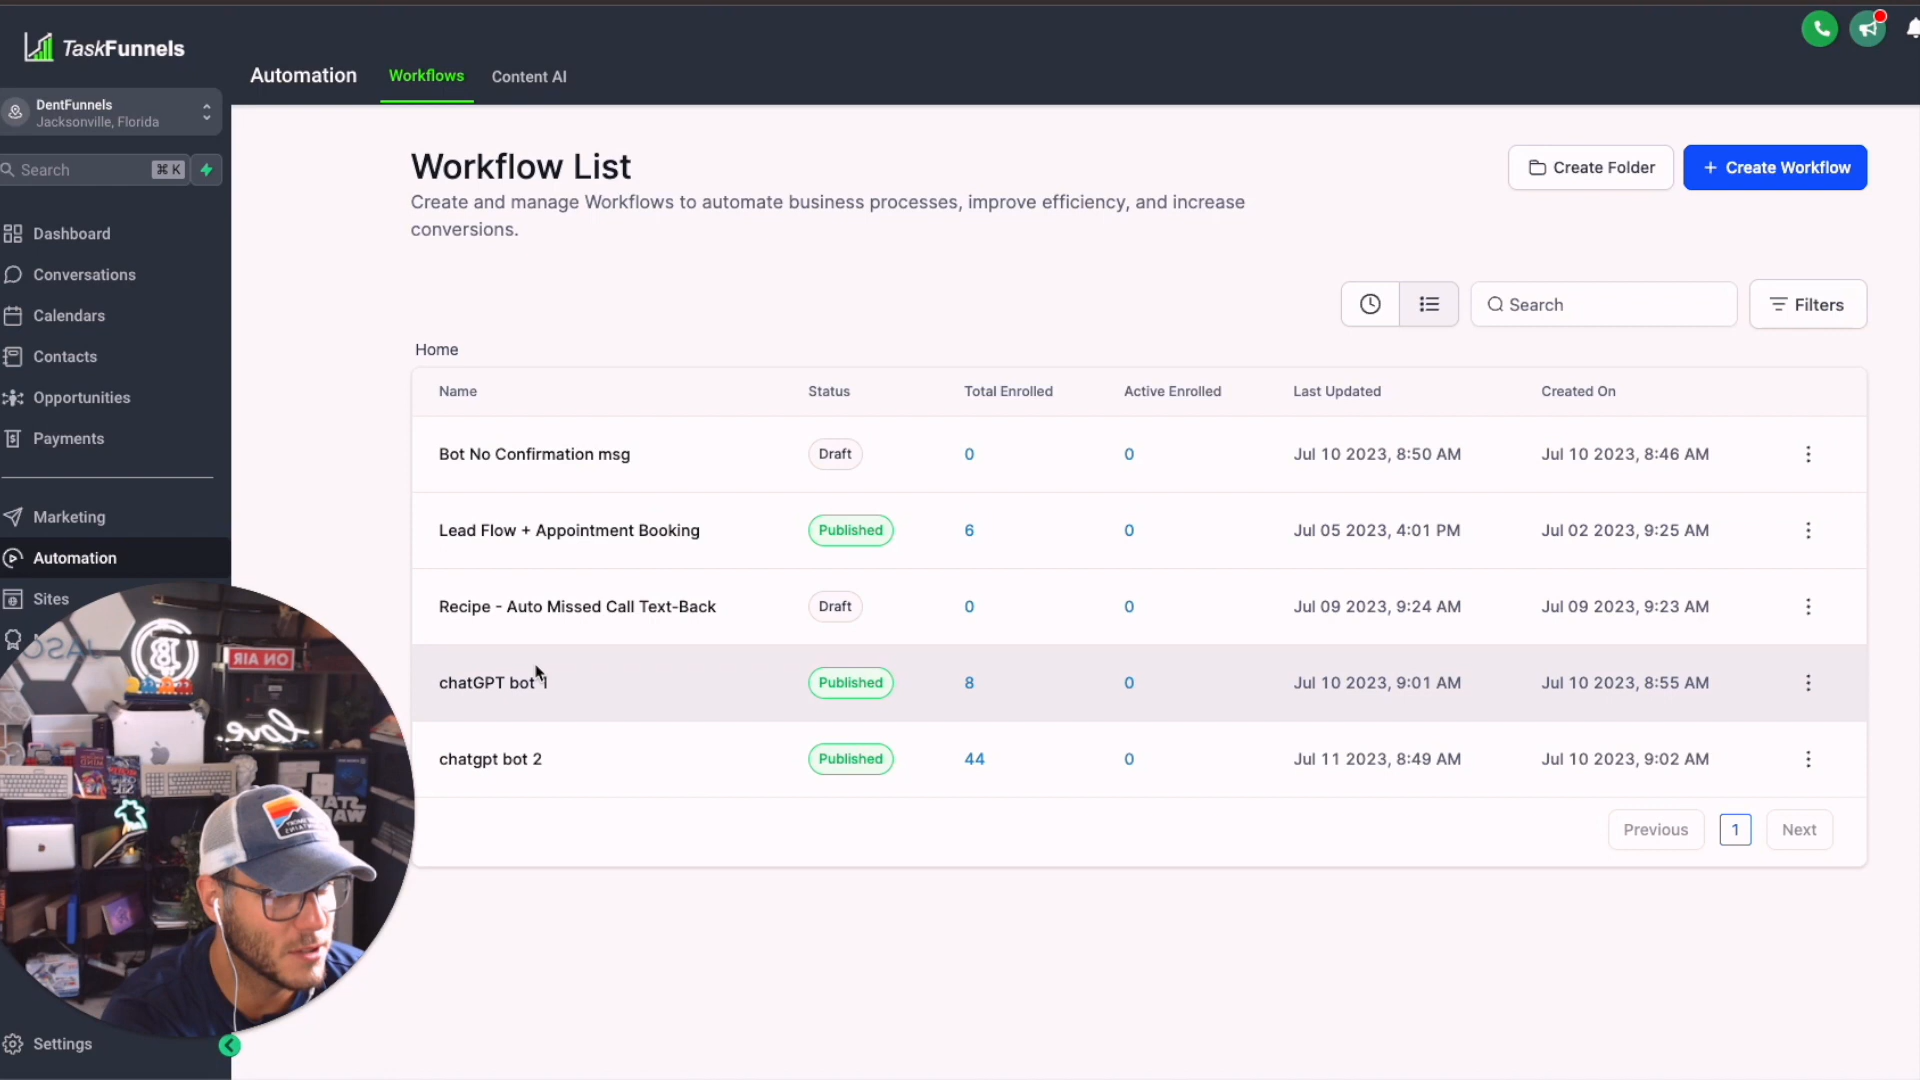 TaskFunnels
DentFunnels
Jacksonville, Florida
Search ⌘ K
Dashboard
Conversations
Calendars
Contacts
Opportunities
Payments
Marketing
Automation
Sites
Settings
Automation Workflows Content AI
Workflow List
Create and manage Workflows to automate business processes, improve efficiency, and increase
conversions.
Create Folder
+ Create Workflow
Search
Filters
Home
Name Status Total Enrolled Active Enrolled Last Updated Created On
Bot No Confirmation msg Draft 0 0 Jul 10 2023, 8:50 AM Jul 10 2023, 8:46 AM
Lead Flow + Appointment Booking Published 6 0 Jul 05 2023, 4:01 PM Jul 02 2023, 9:25 AM
Recipe - Auto Missed Call Text-Back Draft 0 0 Jul 09 2023, 9:24 AM Jul 09 2023, 9:23 AM
chatGPT bot 1 Published 8 0 Jul 10 2023, 9:01 AM Jul 10 2023, 8:55 AM
chatgpt bot 2 Published 44 0 Jul 11 2023, 8:49 AM Jul 10 2023, 9:02 AM
Previous 1 Next
ON AIR
love
STAR
WAR